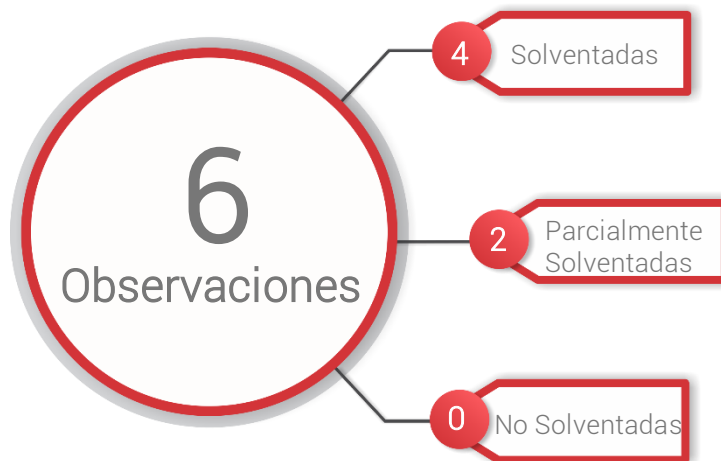 6
Observaciones
4
Solventadas
2
Parcialmente
Solventadas
0
No Solventadas